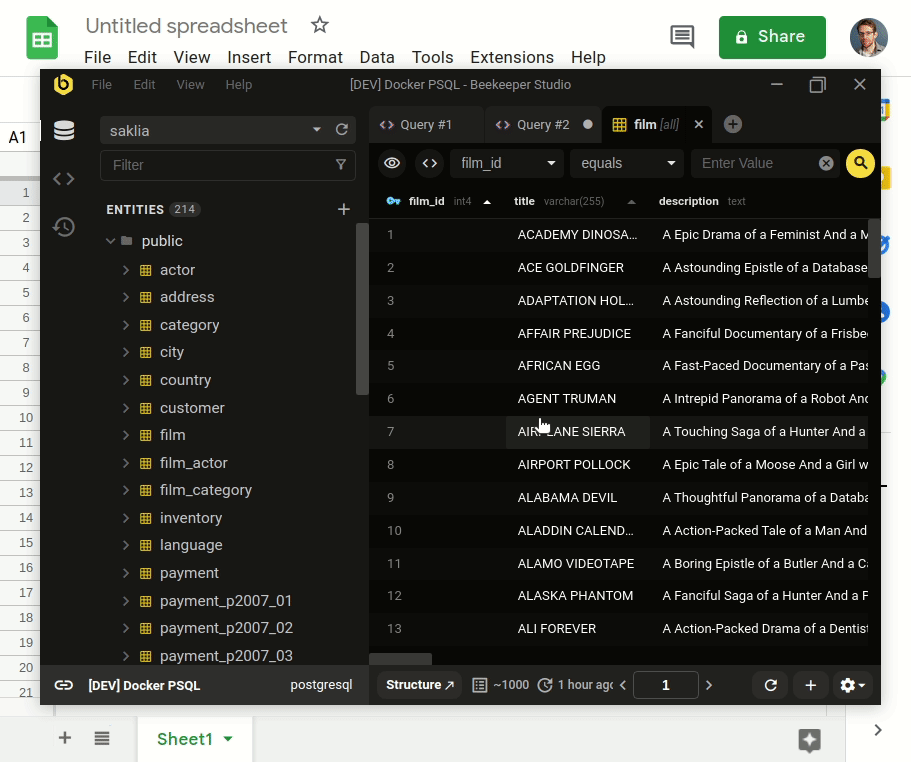 Untitled spreadsheet
File Edit View Insert Format Data Tools Extensions Help
Share
A1
File Edit View Help
[DEV] Docker PSQL - Beekeeper Studio
saklia
Filter
ENTITIES 214
public
actor
address
category
city
country
customer
film
film_actor
film_category
inventory
language
payment
payment_p2007_01
payment_p2007_02
payment_p2007_03
Query #1
Query #2
film [all]
film_id equals Enter Value
film_id int4 title varchar(255) description text
1 ACADEMY DINOSA... A Epic Drama of a Feminist And a M
2 ACE GOLDFINGER A Astounding Epistle of a Database
3 ADAPTATION HOL... A Astounding Reflection of a Lumbe
4 AFFAIR PREJUDICE A Fanciful Documentary of a Frisbe
5 AFRICAN EGG A Fast-Paced Documentary of a Pas
6 AGENT TRUMAN A Intrepid Panorama of a Robot And
7 AIRPLANE SIERRA A Touching Saga of a Hunter And a
8 AIRPORT POLLOCK A Epic Tale of a Moose And a Girl w
9 ALABAMA DEVIL A Thoughtful Panorama of a Databa
10 ALADDIN CALEND... A Action-Packed Tale of a Man And
11 ALAMO VIDEOTAPE A Boring Epistle of a Butler And a Ca
12 ALASKA PHANTOM A Fanciful Saga of a Hunter And a P
13 ALI FOREVER A Action-Packed Drama of a Dentist
[DEV] Docker PSQL postgresql
Structure ~1000 1 hour ago 1
1
2
3
4
5
6
7
8
9
10
11
12
13
14
15
16
17
18
19
20
21
Sheet1